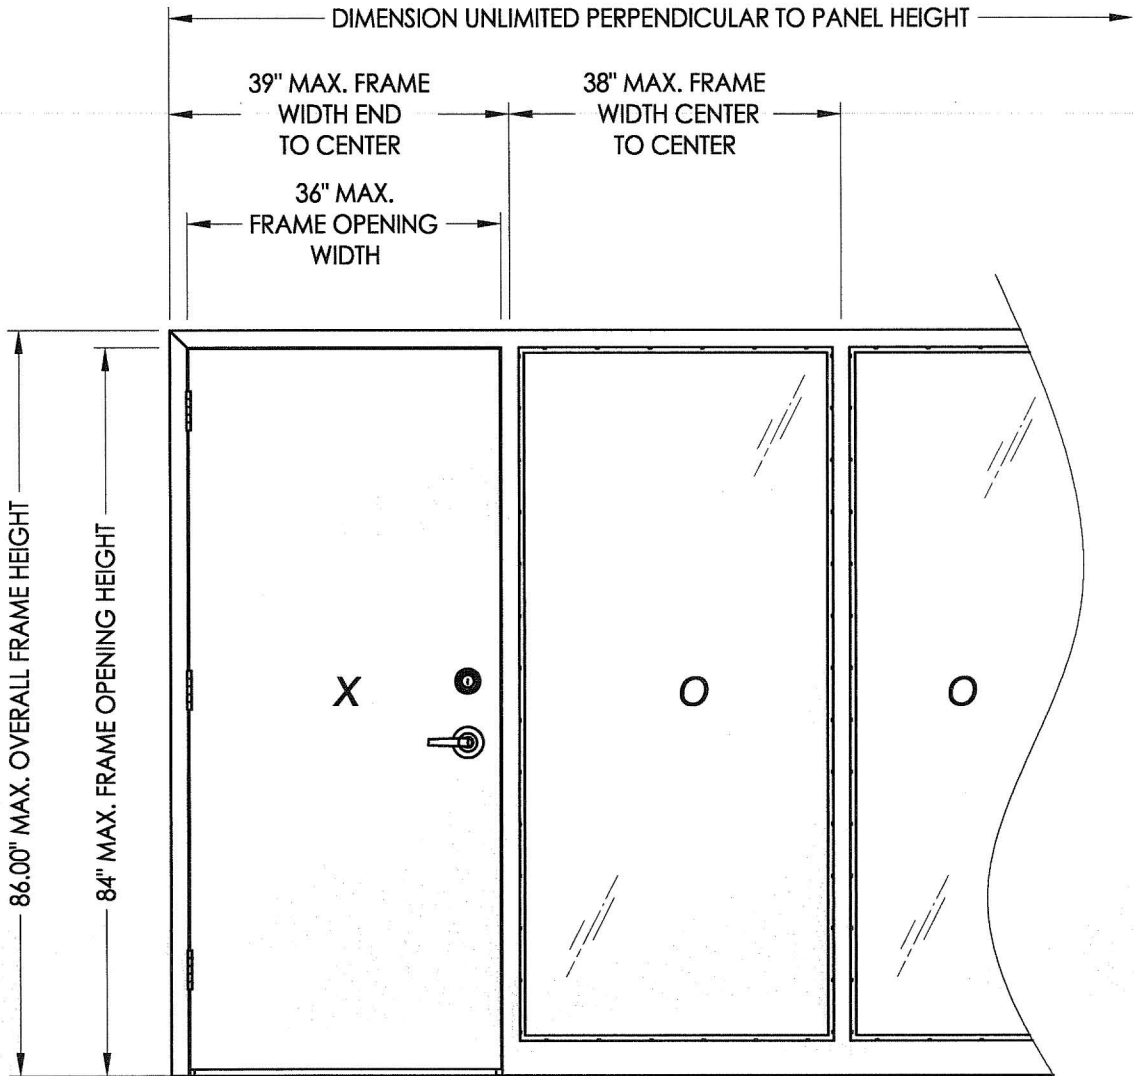 DIMENSION UNLIMITED PERPENDICULAR TO PANEL HEIGHT
39" MAX. FRAME
WIDTH END
TO CENTER
38" MAX. FRAME
WIDTH CENTER
TO CENTER
36" MAX.
FRAME OPENING
WIDTH
86.00" MAX. OVERALL FRAME HEIGHT
84" MAX. FRAME OPENING HEIGHT
X
O
O